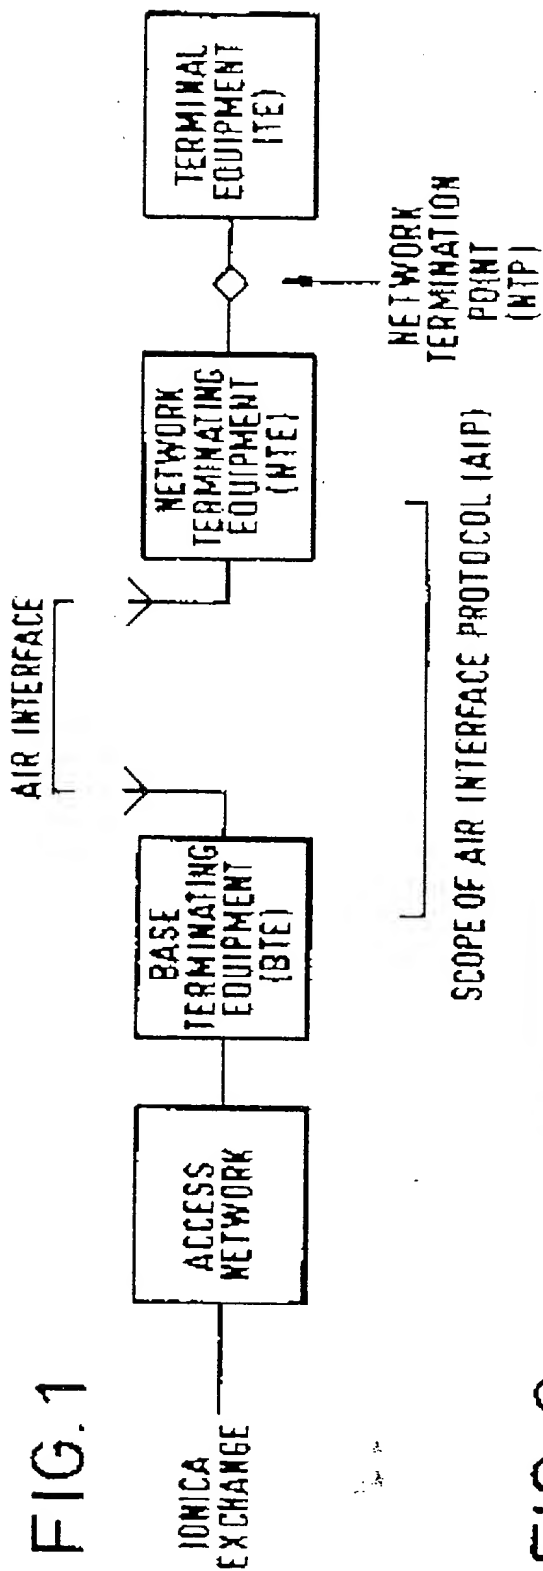 FIG. 1
IONICA
EXCHANGE
ACCESS
NETWORK
BASE
TERMINATING
EQUIPMENT
(BTE)
AIR INTERFACE
NETWORK
TERMINATING
EQUIPMENT
(NTE)
TERMINAL
EQUIPMENT
(TE)
NETWORK
TERMINATION
POINT
(NTP)
SCOPE OF AIR INTERFACE PROTOCOL (AIP)